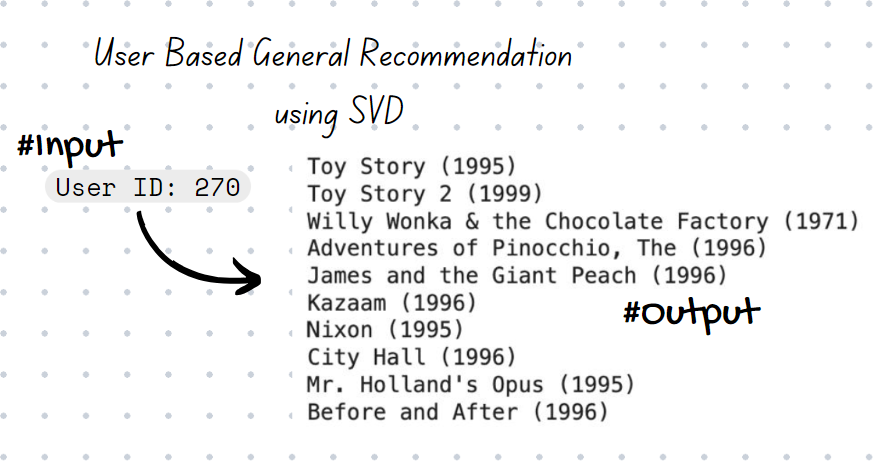 User Based General Recommendation
using SVD
#Input
User ID: 270
Toy Story (1995)
Toy Story 2 (1999)
Willy Wonka & the Chocolate Factory (1971)
Adventures of Pinocchio, The (1996)
James and the Giant Peach (1996)
Kazaam (1996)
#Output
Nixon (1995)
City Hall (1996)
Mr. Holland's Opus (1995)
Before and After (1996)